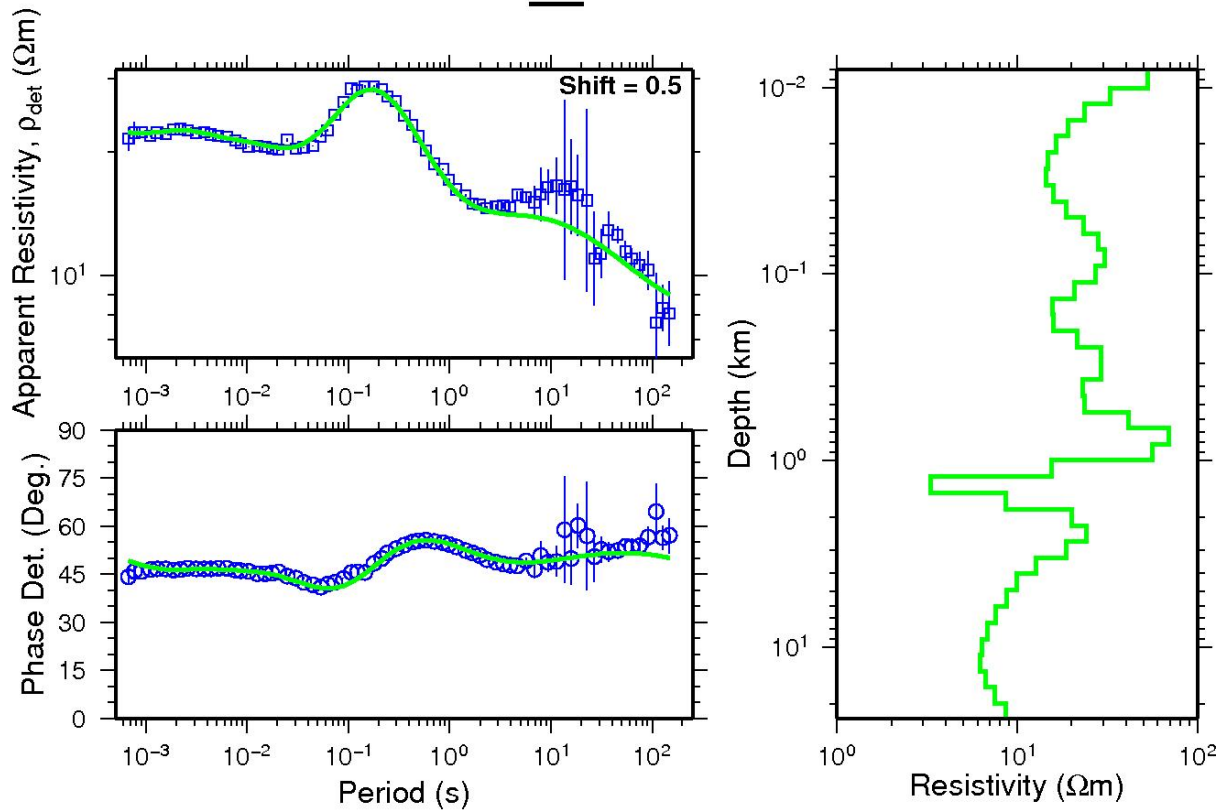 Apparent Resistivity, ρdet (Ωm)
Shift = 0.5
10¹
10⁻³ 10⁻² 10⁻¹ 10⁰ 10¹ 10²
Phase Det. (Deg.)
90
75
60
45
30
15
0
10⁻³ 10⁻² 10⁻¹ 10⁰ 10¹ 10²
Period (s)
Depth (km)
10⁻²
10⁻¹
10⁰
10¹
10⁰ 10¹ 10²
Resistivity (Ωm)